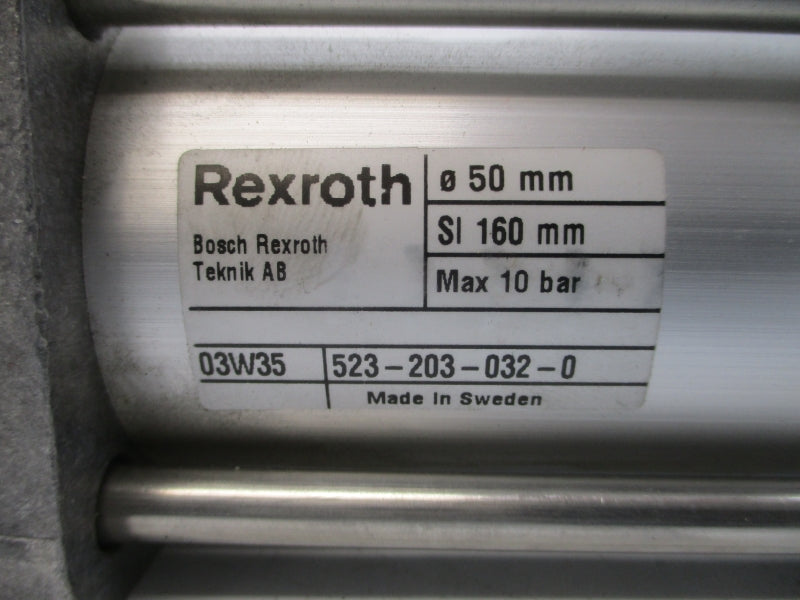 Rexroth
Bosch Rexroth
Teknik AB
ø 50 mm
Sl 160 mm
Max 10 bar
03W35
523-203-032-0
Made in Sweden